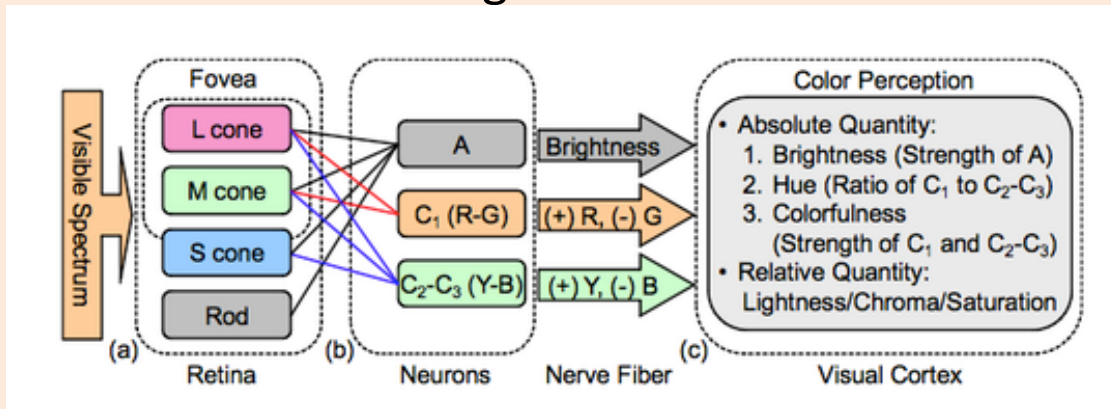 Visible Spectrum
(a)
Fovea
L cone
M cone
S cone
Rod
Retina
(b)
A
C₁ (R-G)
C₂-C₃ (Y-B)
Neurons
Brightness
(+) R, (-) G
(+) Y, (-) B
Nerve Fiber
(c)
Color Perception
• Absolute Quantity:
1. Brightness (Strength of A)
2. Hue (Ratio of C₁ to C₂-C₃)
3. Colorfulness
(Strength of C₁ and C₂-C₃)
• Relative Quantity:
Lightness/Chroma/Saturation
Visual Cortex